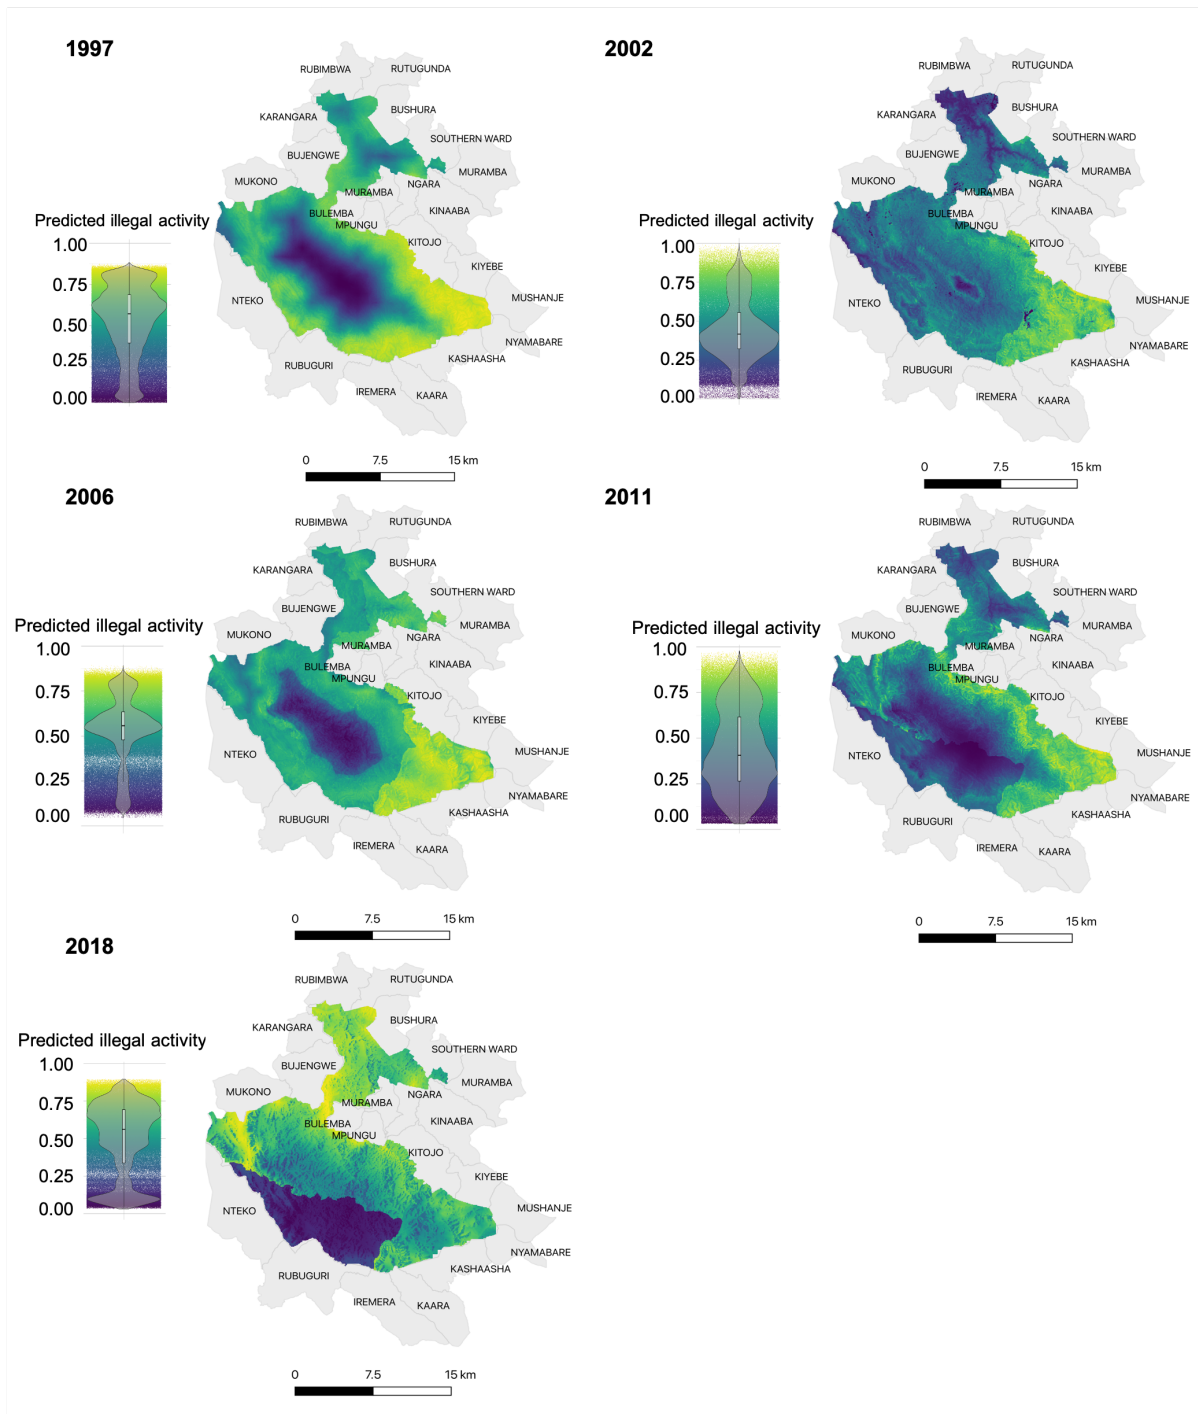 1997
RUBIMBWA
RUTUGUNDA
KARANGARA
BUSHURA
SOUTHERN WARD
BUJENGWE
MURAMBA
MUKONO
NGARA
MURAMBA
BULEMBA
KINAABA
MPUNGU
KITOJO
KIYEBE
NTEKO
MUSHANJE
NYAMABARE
KASHAASHA
RUBUGURI
IREMERA
KAARA
Predicted illegal activity
1.00
0.75
0.50
0.25
0.00
0 7.5 15 km
2002
RUBIMBWA
RUTUGUNDA
KARANGARA
BUSHURA
SOUTHERN WARD
BUJENGWE
MURAMBA
MUKONO
NGARA
MURAMBA
BULEMBA
KINAABA
MPUNGU
KITOJO
KIYEBE
NTEKO
MUSHANJE
NYAMABARE
KASHAASHA
RUBUGURI
IREMERA
KAARA
Predicted illegal activity
1.00
0.75
0.50
0.25
0.00
0 7.5 15 km
2006
RUBIMBWA
RUTUGUNDA
KARANGARA
BUSHURA
SOUTHERN WARD
BUJENGWE
MURAMBA
MUKONO
NGARA
MURAMBA
BULEMBA
KINAABA
MPUNGU
KITOJO
KIYEBE
NTEKO
MUSHANJE
NYAMABARE
KASHAASHA
RUBUGURI
IREMERA
KAARA
Predicted illegal activity
1.00
0.75
0.50
0.25
0.00
0 7.5 15 km
2011
RUBIMBWA
RUTUGUNDA
KARANGARA
BUSHURA
SOUTHERN WARD
BUJENGWE
MURAMBA
MUKONO
NGARA
MURAMBA
BULEMBA
KINAABA
MPUNGU
KITOJO
KIYEBE
NTEKO
MUSHANJE
NYAMABARE
KASHAASHA
RUBUGURI
IREMERA
KAARA
Predicted illegal activity
1.00
0.75
0.50
0.25
0.00
0 7.5 15 km
2018
RUBIMBWA
RUTUGUNDA
KARANGARA
BUSHURA
SOUTHERN WARD
BUJENGWE
MURAMBA
MUKONO
NGARA
MURAMBA
BULEMBA
KINAABA
MPUNGU
KITOJO
KIYEBE
NTEKO
MUSHANJE
NYAMABARE
KASHAASHA
RUBUGURI
IREMERA
KAARA
Predicted illegal activity
1.00
0.75
0.50
0.25
0.00
0 7.5 15 km